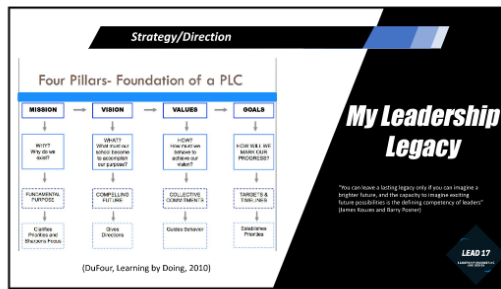 Strategy/Direction
Four Pillars- Foundation of a PLC
MISSION
VISION
VALUES
GOALS
WHY?
Why do we
exist?
WHAT?
What must our
school become
to accomplish
our purpose?
HOW?
How must we
behave to
achieve our
vision?
HOW WILL WE
MARK OUR
PROGRESS?
FUNDAMENTAL
PURPOSE
COMPELLING
FUTURE
COLLECTIVE
COMMITMENTS
TARGETS &
TIMELINES
Clarifies
Priorities and
Sharpens Focus
Gives
Directions
Guides Behavior
Establishes
Priorities
(DuFour, Learning by Doing, 2010)
My Leadership
Legacy
"You can leave a lasting legacy only if you can imagine a
brighter future, and the capacity to imagine exciting
future possibilities is the defining competency of leaders"
(James Kouzes and Barry Posner)
LEAD 17